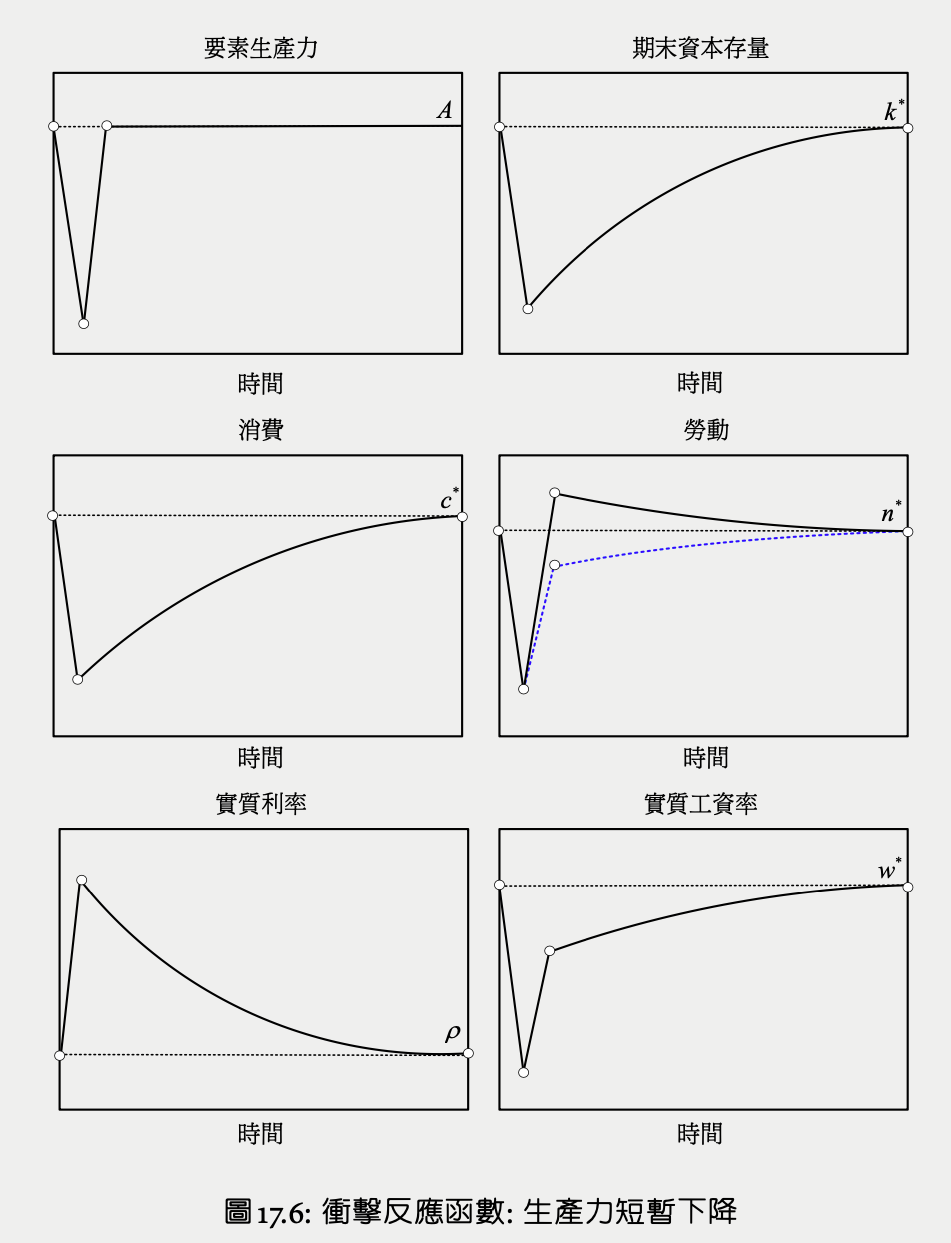 要素生產力
期末資本存量
A
k*
時間
時間
消費
勞動
c*
n*
時間
時間
實質利率
實質工資率
ρ
w*
時間
時間
圖 17.6: 衝擊反應函數: 生產力短暫下降